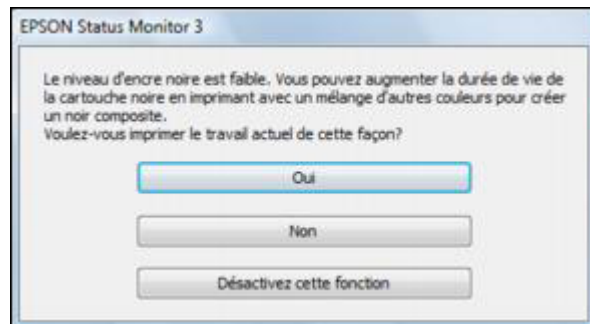 EPSON Status Monitor 3
Le niveau d'encre noire est faible. Vous pouvez augmenter la durée de vie de
la cartouche noire en imprimant avec un mélange d'autres couleurs pour créer
un noir composite.
Voulez-vous imprimer le travail actuel de cette façon?
Oui
Non
Désactivez cette fonction